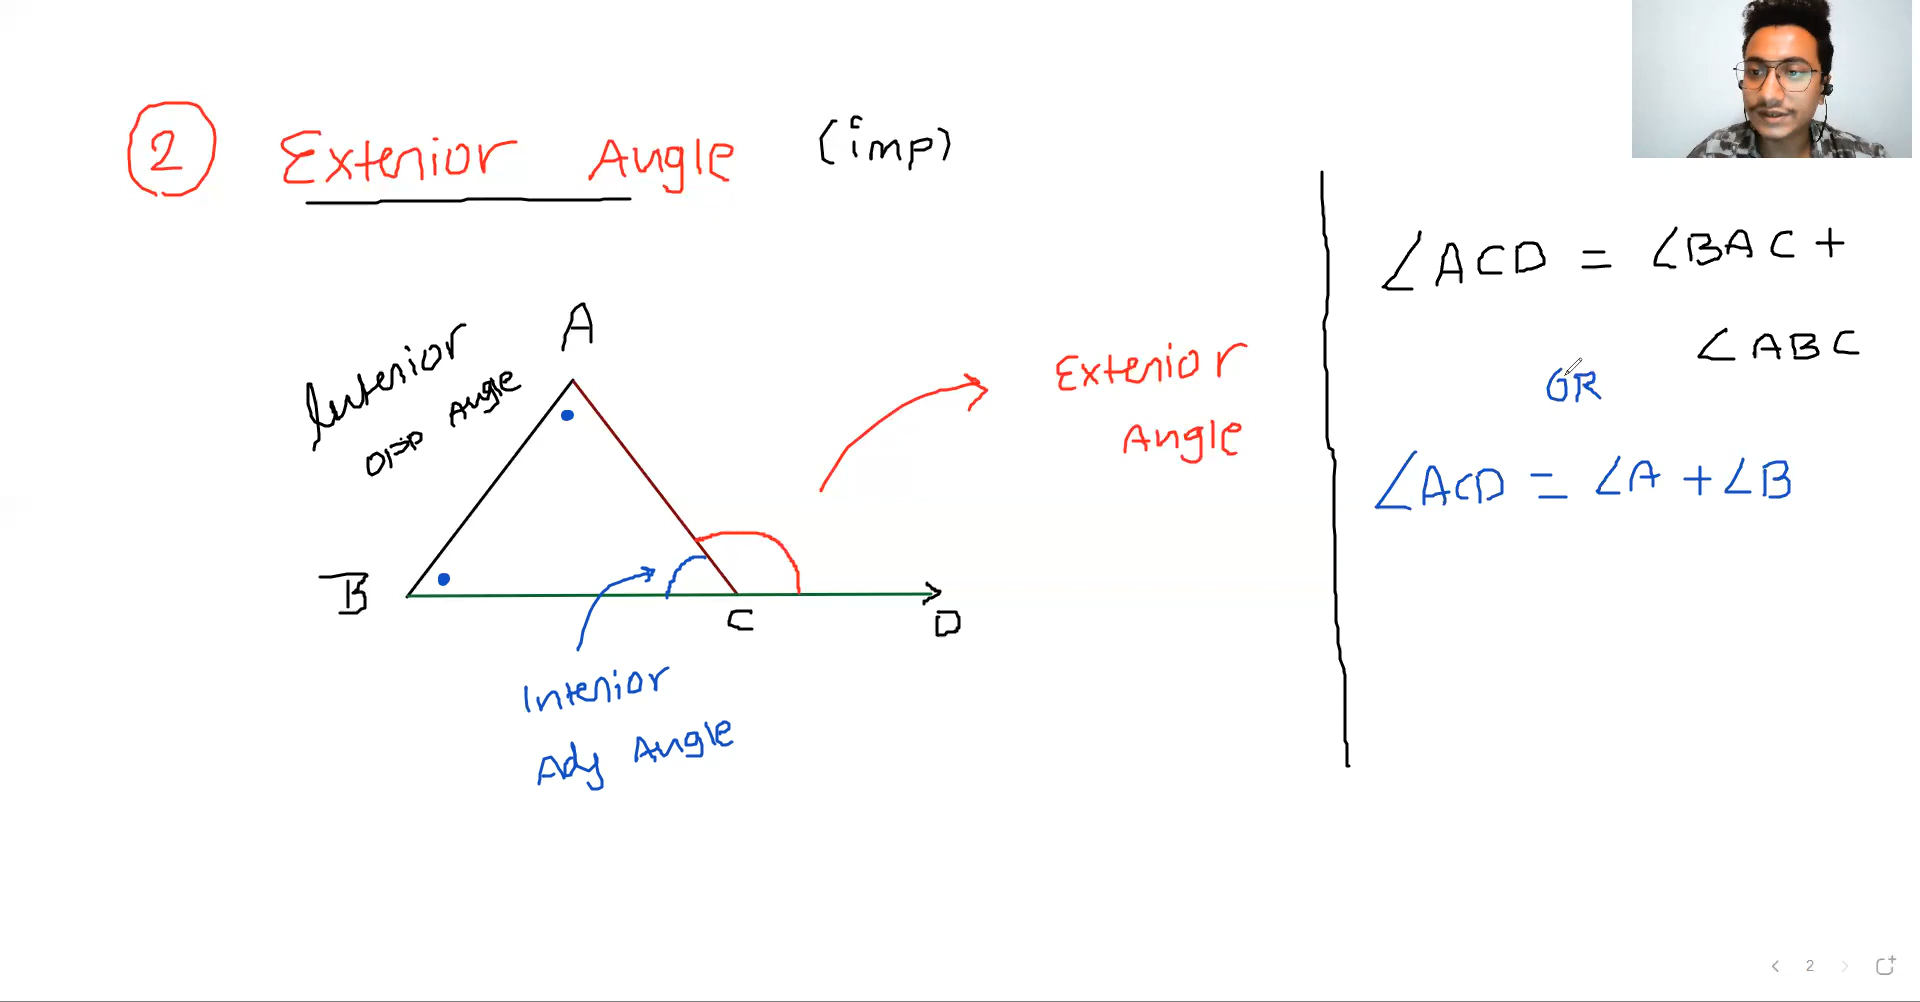 2 Exterior Angle (imp)
∠ACD = ∠BAC +
∠ABC
OR
∠ACD = ∠A + ∠B
A
Interior
opp Angle
Exterior
Angle
B
C
D
Interior
Adj Angle
2